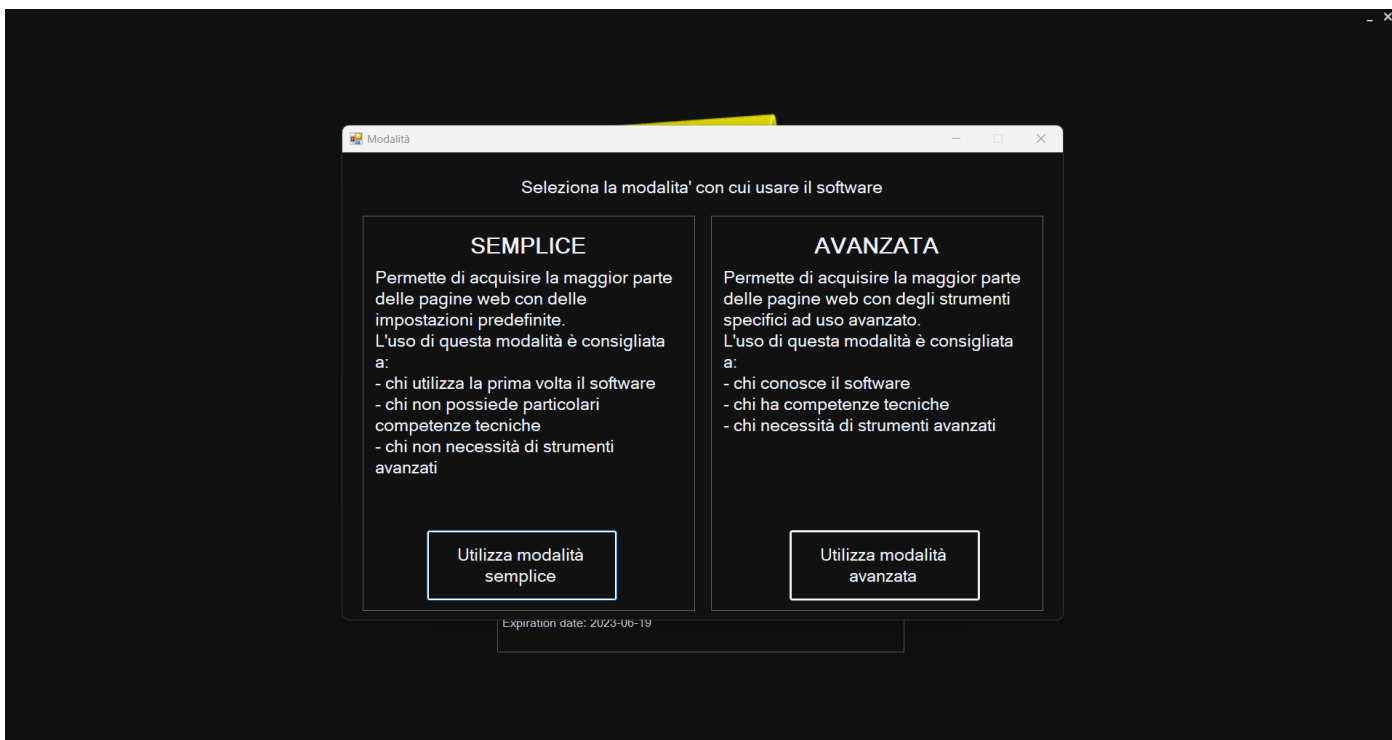 Modalità
Seleziona la modalita' con cui usare il software
SEMPLICE
Permette di acquisire la maggior parte
delle pagine web con delle
impostazioni predefinite.
L'uso di questa modalità è consigliata
a:
- chi utilizza la prima volta il software
- chi non possiede particolari
competenze tecniche
- chi non necessità di strumenti
avanzati
Utilizza modalità
semplice
AVANZATA
Permette di acquisire la maggior parte
delle pagine web con degli strumenti
specifici ad uso avanzato.
L'uso di questa modalità è consigliata
a:
- chi conosce il software
- chi ha competenze tecniche
- chi necessità di strumenti avanzati
Utilizza modalità
avanzata
Expiration date: 2023-06-19